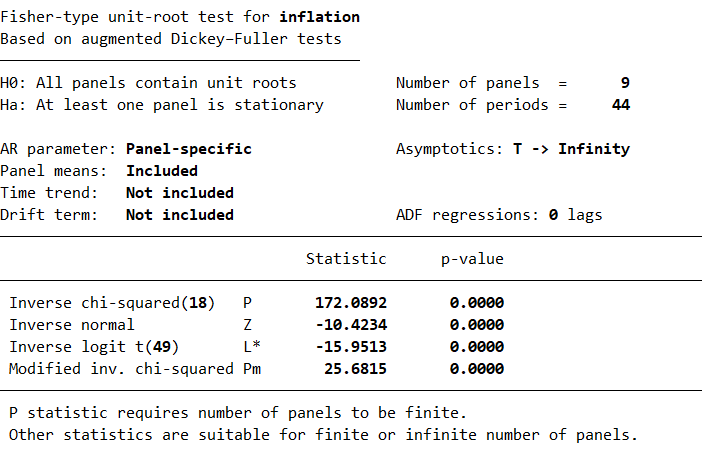 Fisher-type unit-root test for inflation
Based on augmented Dickey–Fuller tests
H0: All panels contain unit roots Number of panels = 9
Ha: At least one panel is stationary Number of periods = 44
AR parameter: Panel-specific Asymptotics: T -> Infinity
Panel means: Included
Time trend: Not included
Drift term: Not included ADF regressions: 0 lags
Statistic p-value
Inverse chi-squared(18) P 172.0892 0.0000
Inverse normal Z -10.4234 0.0000
Inverse logit t(49) L* -15.9513 0.0000
Modified inv. chi-squared Pm 25.6815 0.0000
P statistic requires number of panels to be finite.
Other statistics are suitable for finite or infinite number of panels.